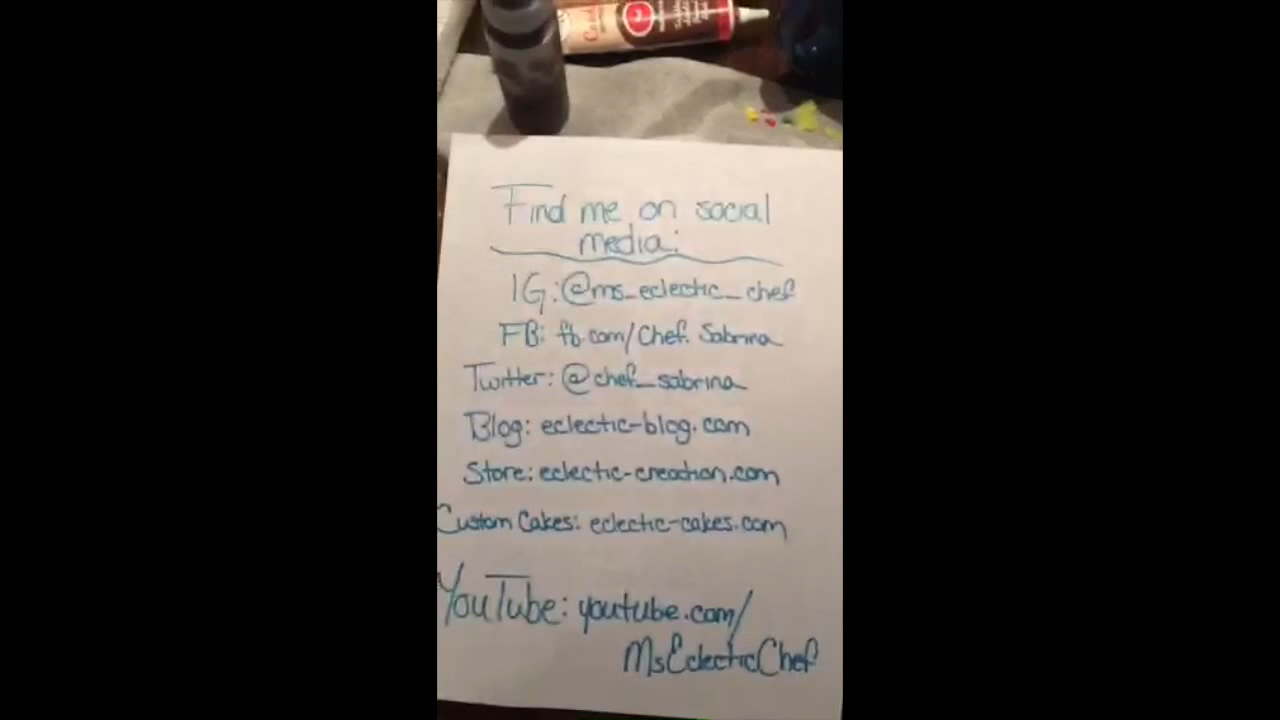 Find me on social
media:
IG: @ms_eclectic_chef
FB: fb.com/Chef.Sabrina
Twitter: @chef_sabrina
Blog: eclectic-blog.com
Store: eclectic-creation.com
Custom Cakes: eclectic-cakes.com
YouTube: youtube.com/
MsEclecticChef